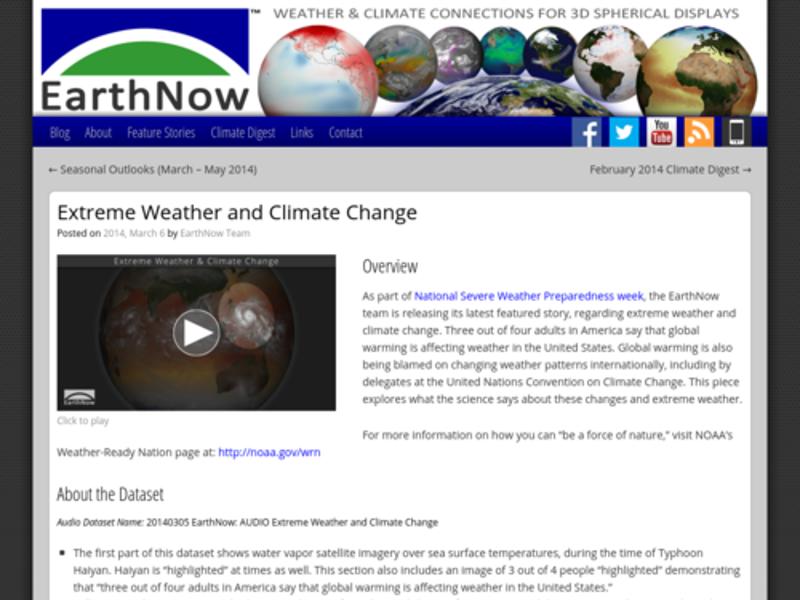 WEATHER & CLIMATE CONNECTIONS FOR 3D SPHERICAL DISPLAYS
EarthNow™
Blog About Feature Stories Climate Digest Links Contact
You Tube
← Seasonal Outlooks (March – May 2014) February 2014 Climate Digest →
Extreme Weather and Climate Change
Posted on 2014, March 6 by EarthNow Team
Extreme Weather & Climate Change
EarthNow
Click to play
Overview
As part of National Severe Weather Preparedness week, the EarthNow
team is releasing its latest featured story, regarding extreme weather and
climate change. Three out of four adults in America say that global
warming is affecting weather in the United States. Global warming is also
being blamed on changing weather patterns internationally, including by
delegates at the United Nations Convention on Climate Change. This piece
explores what the science says about these changes and extreme weather.
For more information on how you can “be a force of nature,” visit NOAA’s
Weather-Ready Nation page at: http://noaa.gov/wrn
About the Dataset
Audio Dataset Name: 20140305 EarthNow: AUDIO Extreme Weather and Climate Change
▪ The first part of this dataset shows water vapor satellite imagery over sea surface temperatures, during the time of Typhoon
Haiyan. Haiyan is “highlighted” at times as well. This section also includes an image of 3 out of 4 people “highlighted” demonstrating
that “three out of four adults in America say that global warming is affecting weather in the United States.”